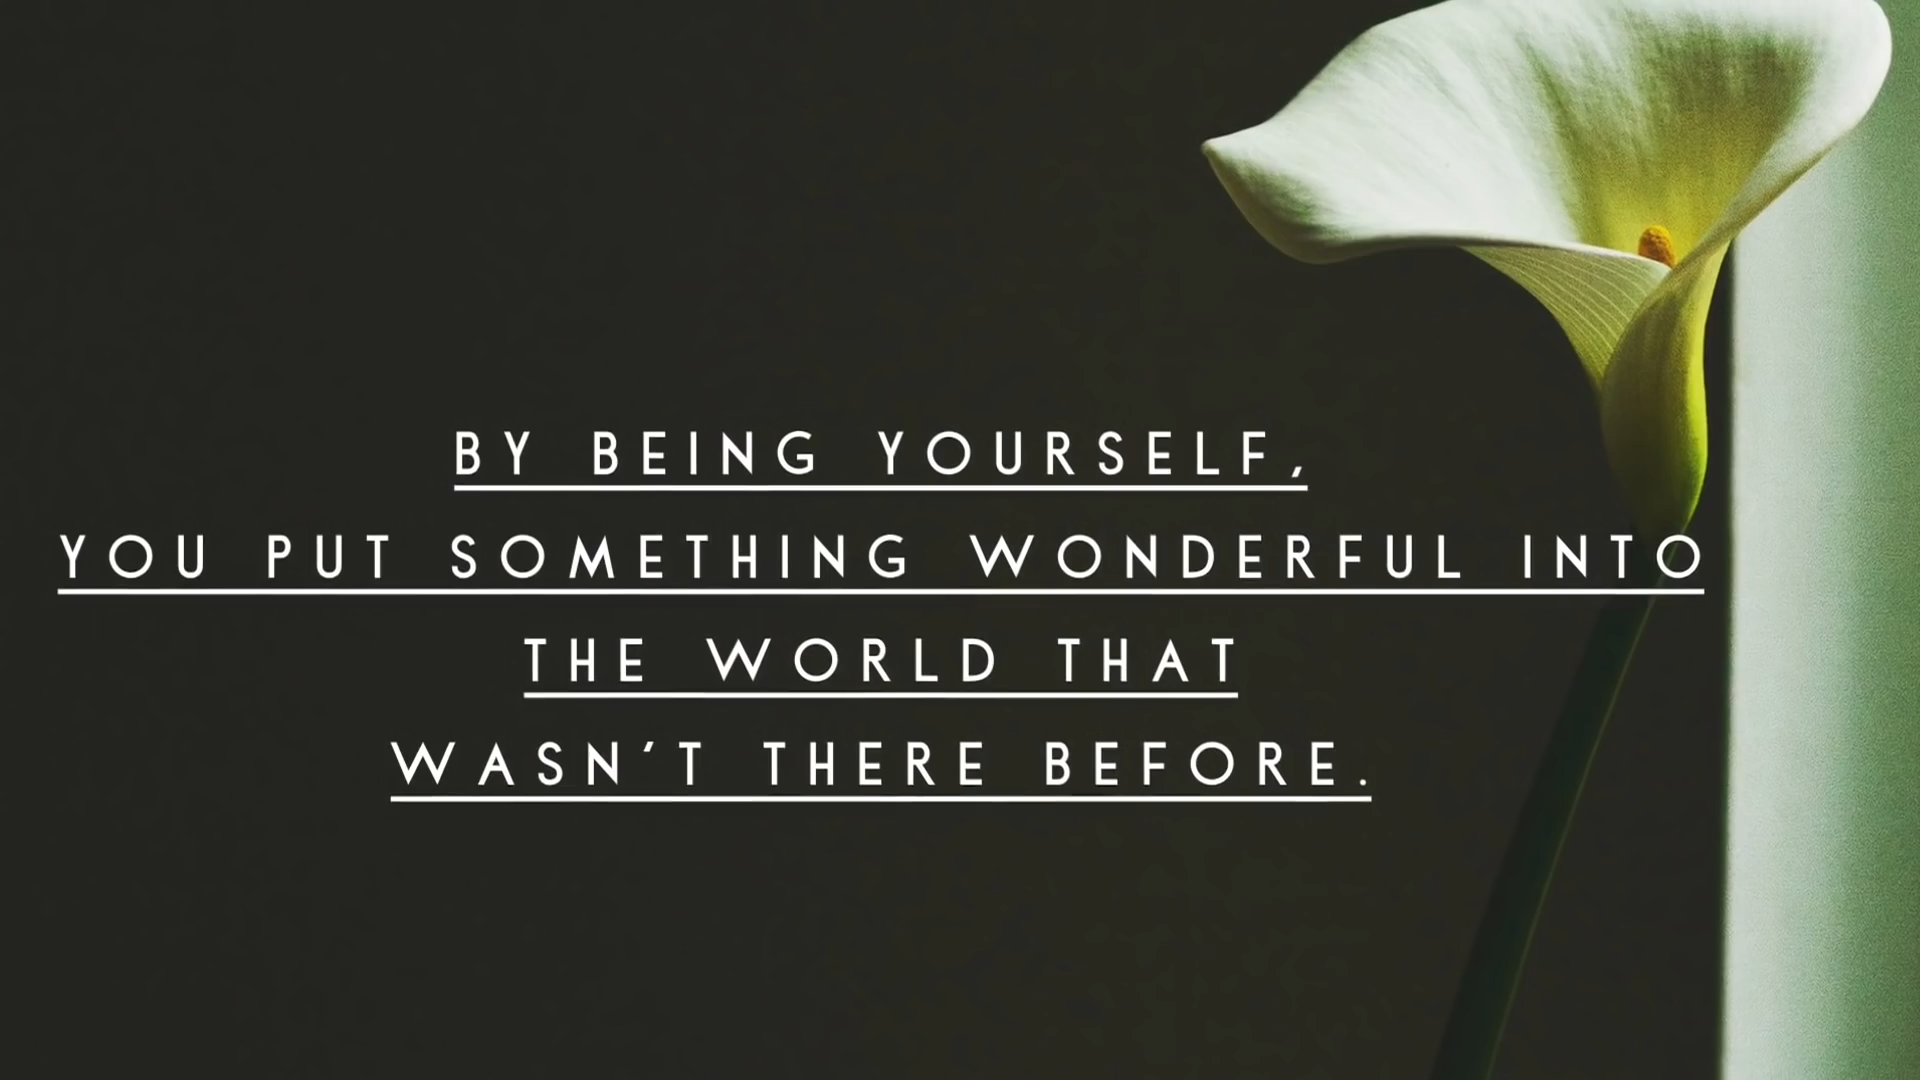 BY BEING YOURSELF,
YOU PUT SOMETHING WONDERFUL INTO
THE WORLD THAT
WASN'T THERE BEFORE.